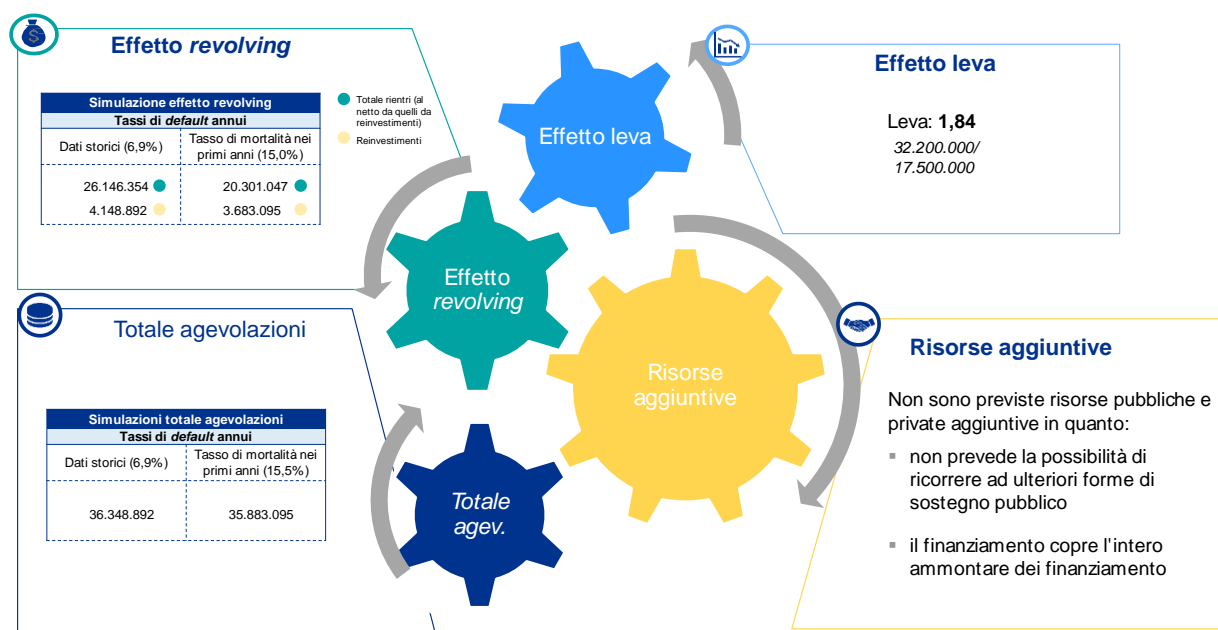 Effetto revolving
Simulazione effetto revolving
Tassi di default annui
Dati storici (6,9%)
Tasso di mortalità nei
primi anni (15,0%)
26.146.354
20.301.047
4.148.892
3.683.095
Totale rientri (al
netto da quelli da
reinvestimenti)
Reinvestimenti
Effetto leva
Effetto leva
Leva: 1,84
32.200.000/
17.500.000
Effetto
revolving
Totale agevolazioni
Simulazioni totale agevolazioni
Tassi di default annui
Dati storici (6,9%)
Tasso di mortalità nei
primi anni (15,5%)
36.348.892
35.883.095
Totale
agev.
Risorse
aggiuntive
Risorse aggiuntive
Non sono previste risorse pubbliche e
private aggiuntive in quanto:
▪ non prevede la possibilità di
ricorrere ad ulteriori forme di
sostegno pubblico
▪ il finanziamento copre l'intero
ammontare dei finanziamento